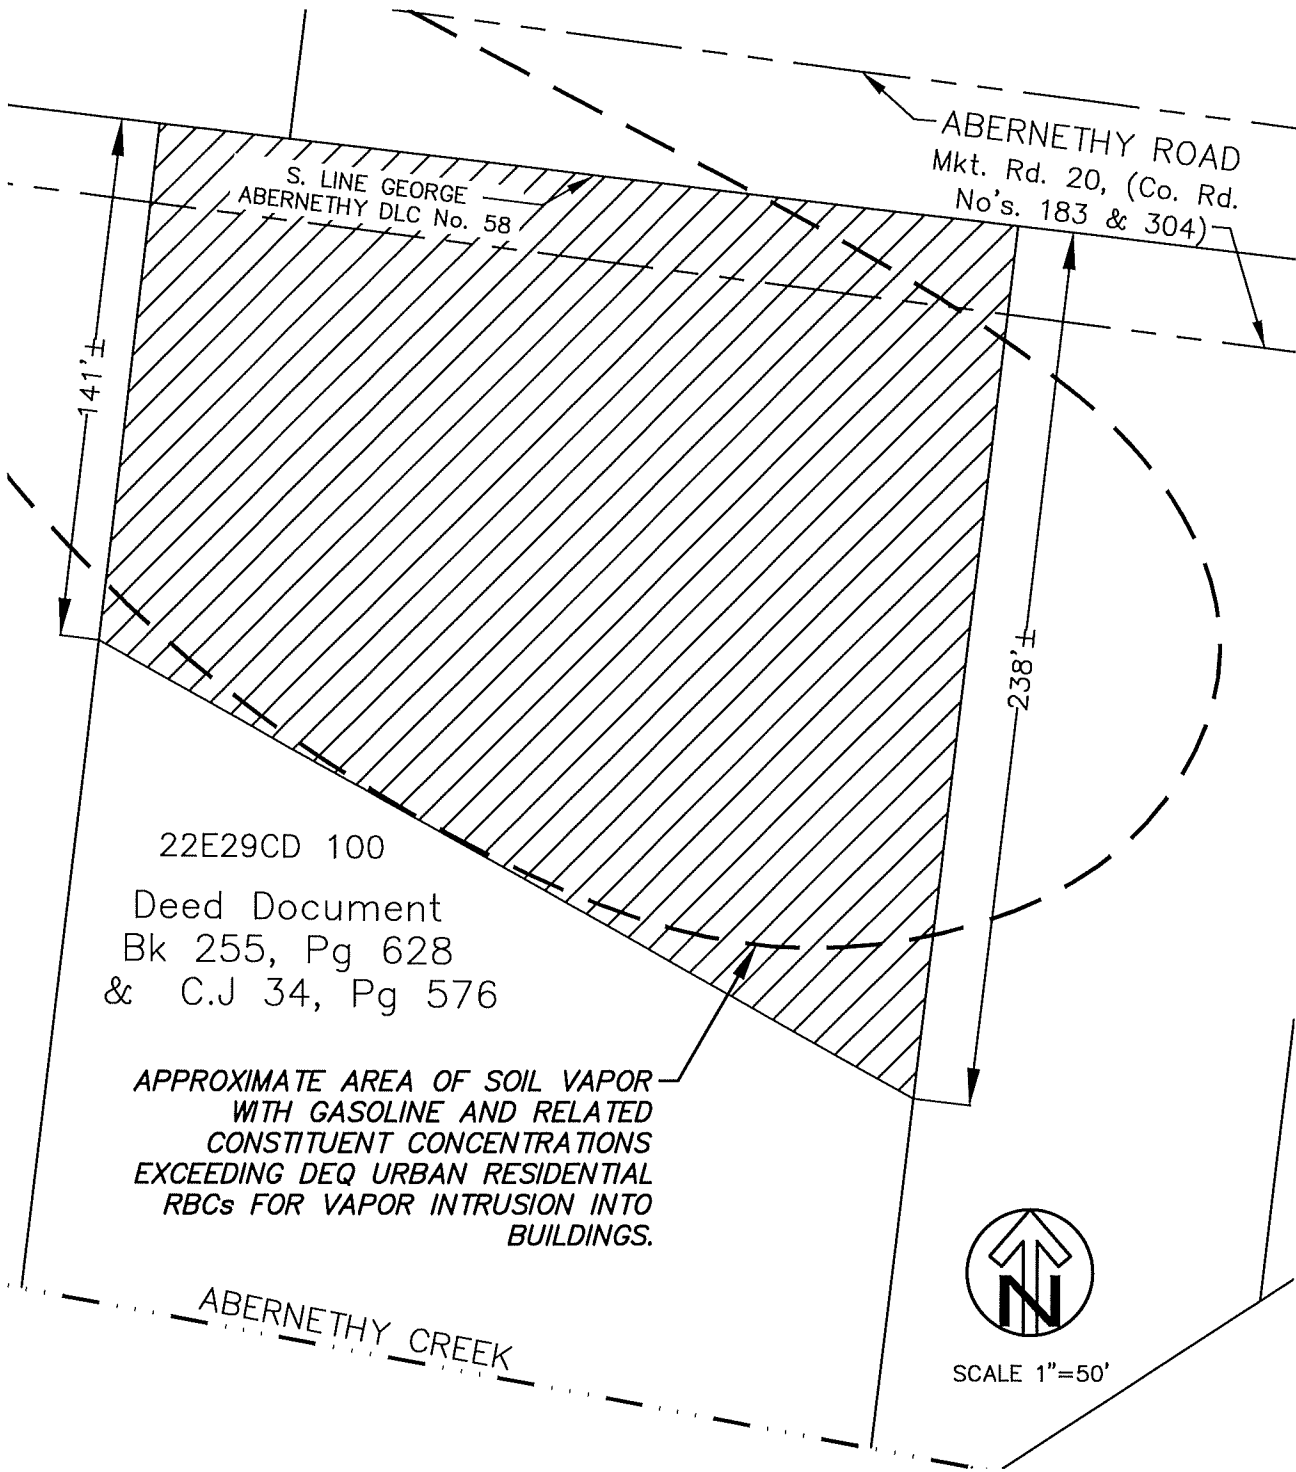 ABERNETHY ROAD
Mkt. Rd. 20, (Co. Rd.
No's. 183 & 304)
S. LINE GEORGE
ABERNETHY DLC No. 58
141'±
238'±
22E29CD 100
Deed Document
Bk 255, Pg 628
& C.J 34, Pg 576
APPROXIMATE AREA OF SOIL VAPOR
WITH GASOLINE AND RELATED
CONSTITUENT CONCENTRATIONS
EXCEEDING DEQ URBAN RESIDENTIAL
RBCs FOR VAPOR INTRUSION INTO
BUILDINGS.
ABERNETHY CREEK
N
SCALE 1"=50'